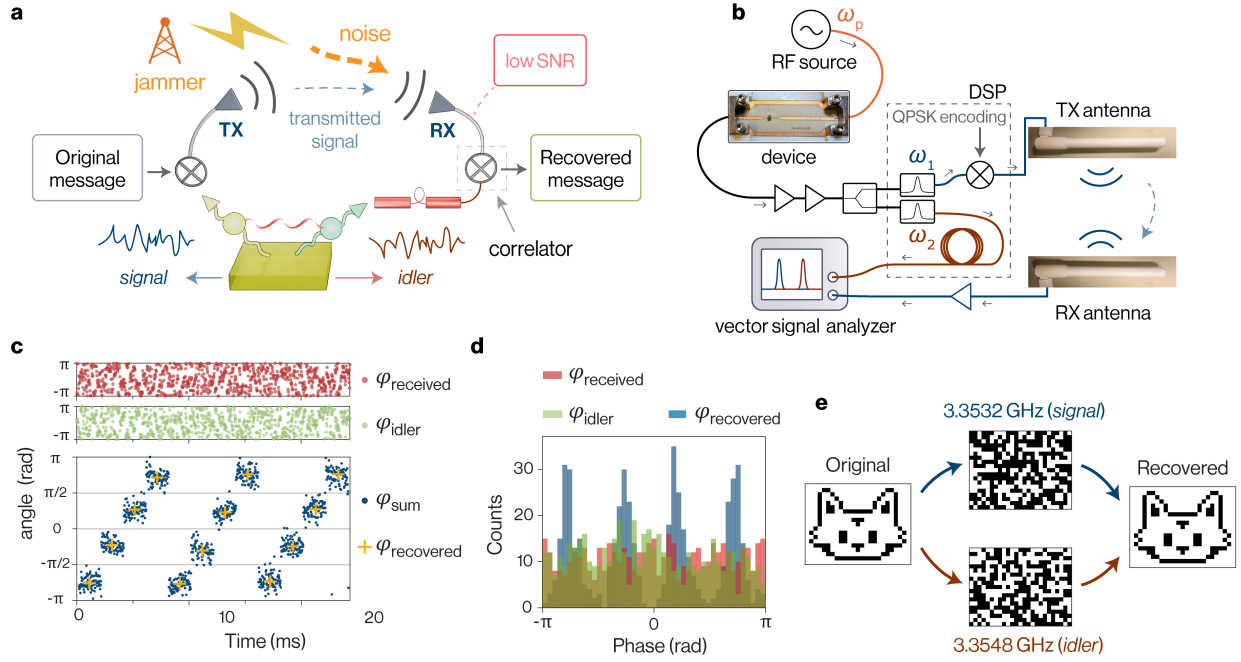 a
jammer
noise
low SNR
TX
transmitted
signal
RX
Original
message
Recovered
message
correlator
signal
idler
b
ωp
RF source
device
DSP
QPSK encoding
ω1
ω2
TX antenna
RX antenna
vector signal analyzer
c
π
-π
φreceived
π
-π
φidler
angle (rad)
π
π/2
0
-π/2
-π
φsum
φrecovered
0
10
20
Time (ms)
d
φreceived
φidler
φrecovered
Counts
30
20
10
0
-π
0
π
Phase (rad)
e
3.3532 GHz (signal)
Original
Recovered
3.3548 GHz (idler)